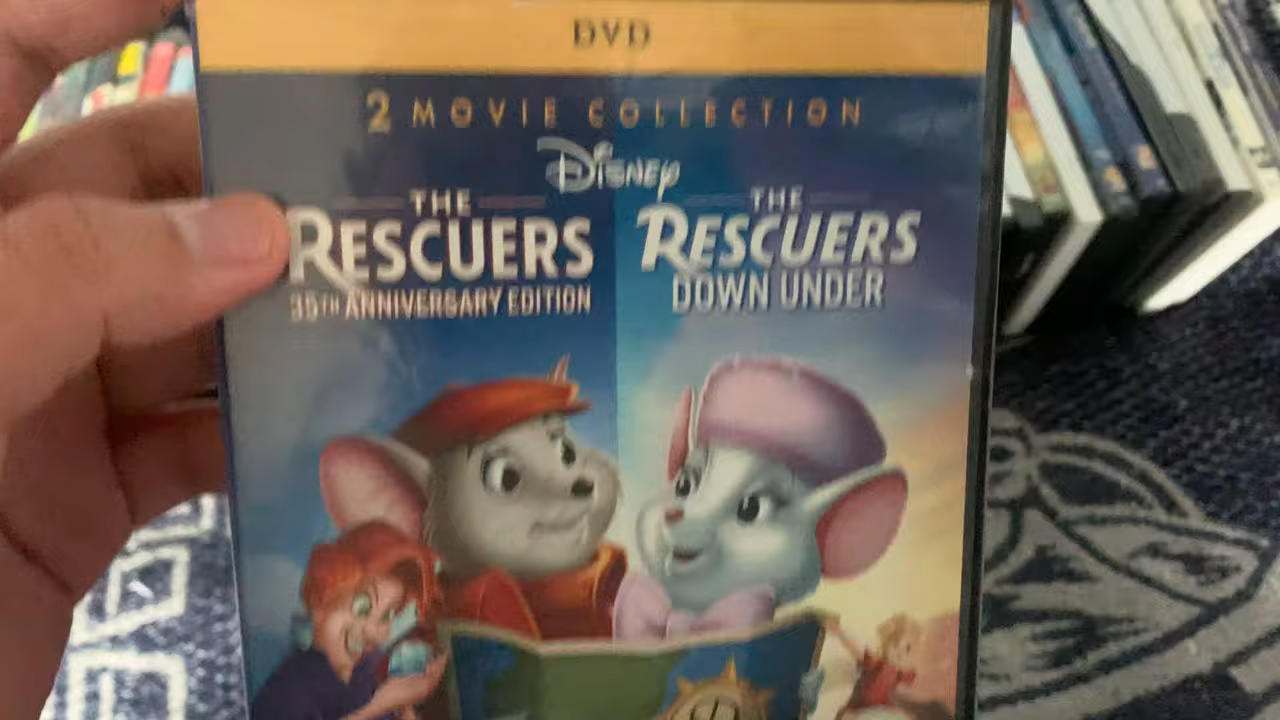 DVD
2 MOVIE COLLECTION
DISNEY
THE
RESCUERS
35TH ANNIVERSARY EDITION
THE
RESCUERS
DOWN UNDER